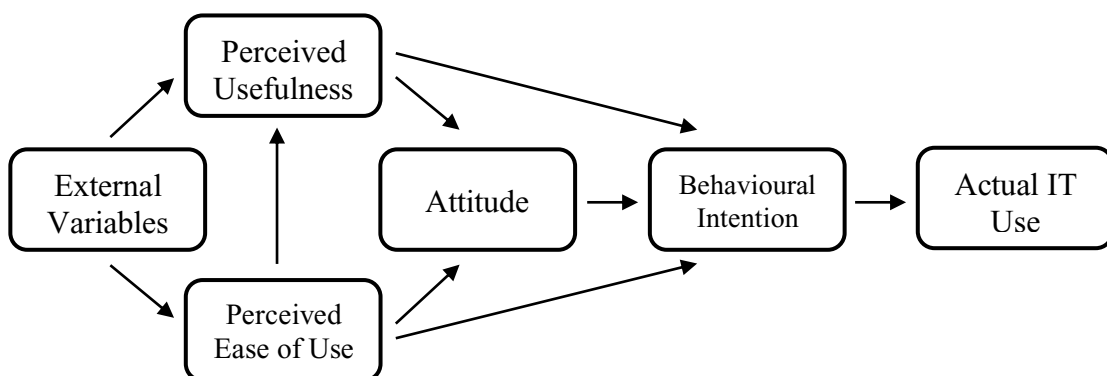 Perceived
Usefulness
External
Variables
Attitude
Behavioural
Intention
Actual IT
Use
Perceived
Ease of Use